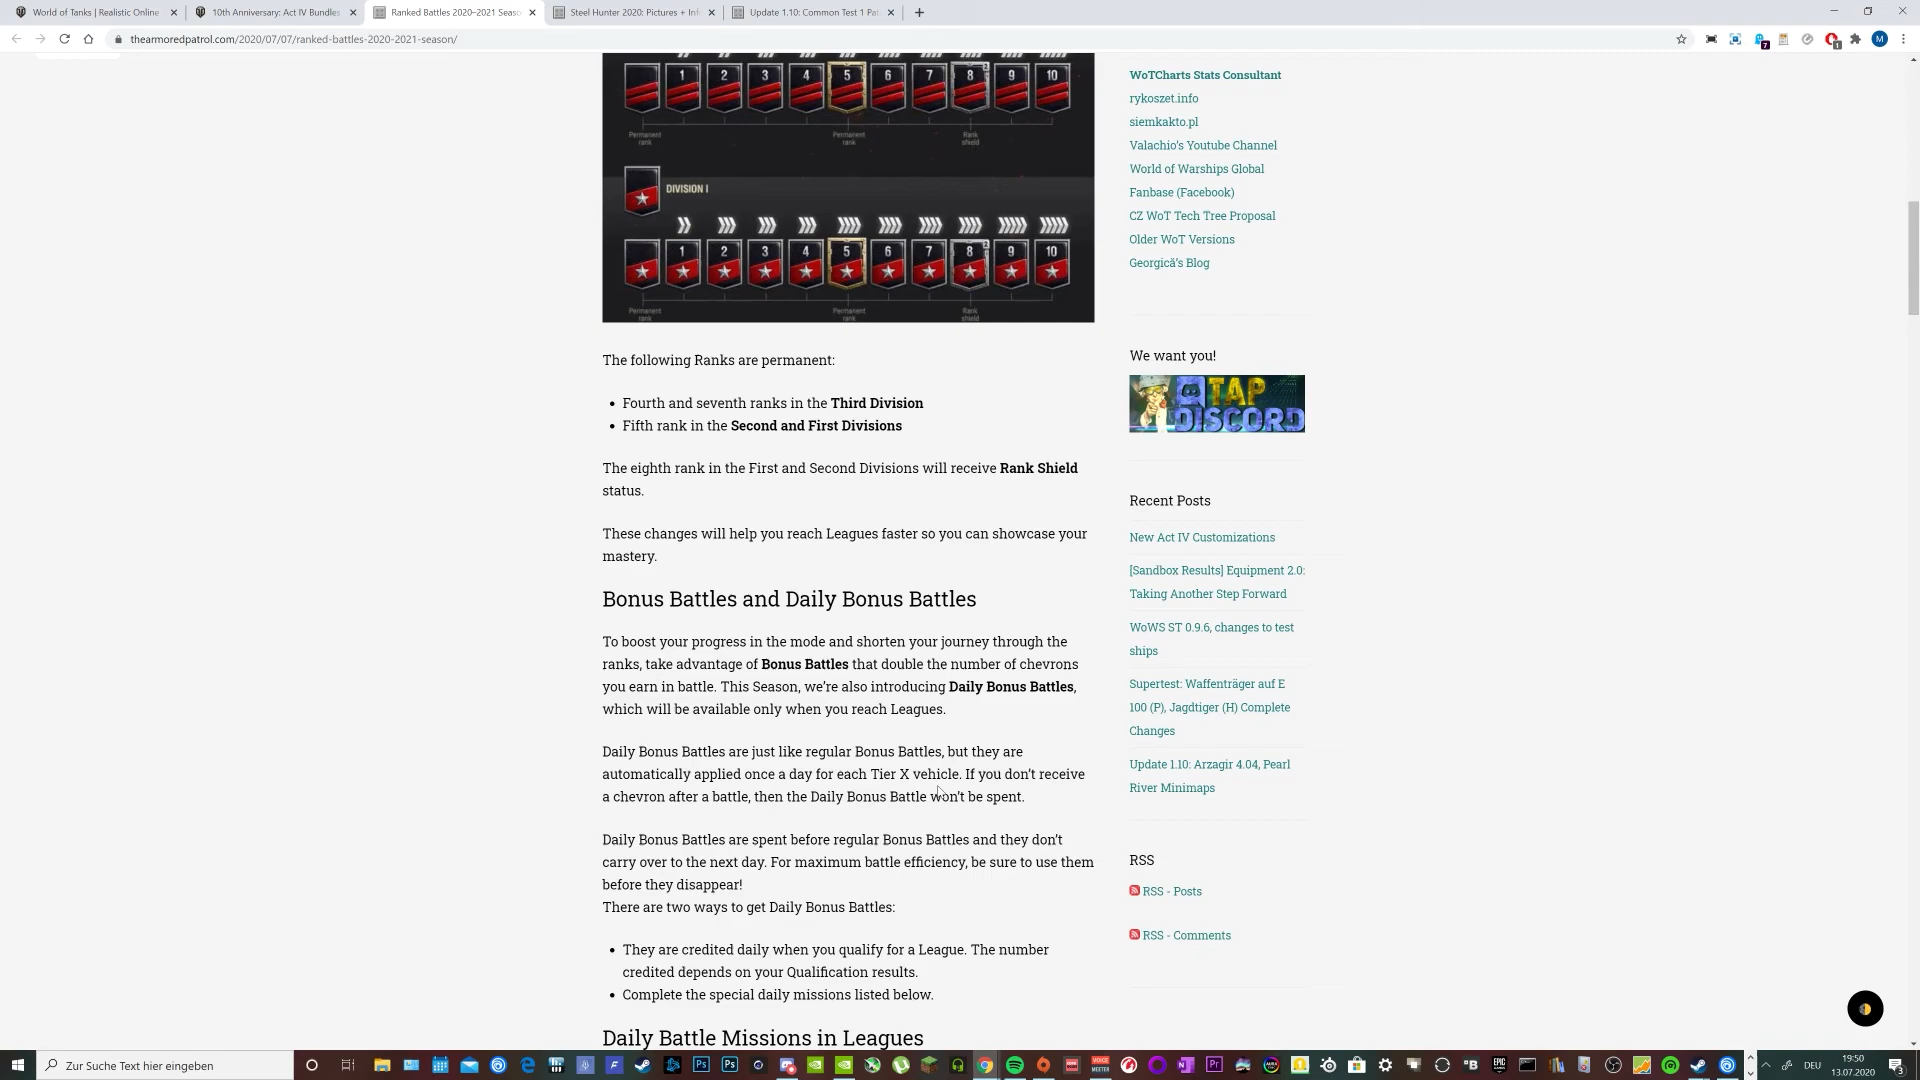 World of Tanks | Realistic Online
10th Anniversary: Act IV Bundles
Ranked Battles 2020–2021 Seaso
Steel Hunter 2020: Pictures + Inf
Update 1.10: Common Test 1 Pat
thearmoredpatrol.com/2020/07/07/ranked-battles-2020-2021-season/
1 2 3 4 5 6 7 8 9 10
Permanent rank
Permanent rank
Rank shield
DIVISION I
1 2 3 4 5 6 7 8 9 10
Permanent rank
Permanent rank
Rank shield
The following Ranks are permanent:
• Fourth and seventh ranks in the Third Division
• Fifth rank in the Second and First Divisions
The eighth rank in the First and Second Divisions will receive Rank Shield
status.
These changes will help you reach Leagues faster so you can showcase your
mastery.
Bonus Battles and Daily Bonus Battles
To boost your progress in the mode and shorten your journey through the
ranks, take advantage of Bonus Battles that double the number of chevrons
you earn in battle. This Season, we're also introducing Daily Bonus Battles,
which will be available only when you reach Leagues.
Daily Bonus Battles are just like regular Bonus Battles, but they are
automatically applied once a day for each Tier X vehicle. If you don't receive
a chevron after a battle, then the Daily Bonus Battle won't be spent.
Daily Bonus Battles are spent before regular Bonus Battles and they don't
carry over to the next day. For maximum battle efficiency, be sure to use them
before they disappear!
There are two ways to get Daily Bonus Battles:
• They are credited daily when you qualify for a League. The number
credited depends on your Qualification results.
• Complete the special daily missions listed below.
Daily Battle Missions in Leagues
WoTCharts Stats Consultant
rykoszet.info
siemkakto.pl
Valachio's Youtube Channel
World of Warships Global
Fanbase (Facebook)
CZ WoT Tech Tree Proposal
Older WoT Versions
Georgică's Blog
We want you!
TAP
DISCORD
Recent Posts
New Act IV Customizations
[Sandbox Results] Equipment 2.0:
Taking Another Step Forward
WoWS ST 0.9.6, changes to test
ships
Supertest: Waffenträger auf E
100 (P), Jagdtiger (H) Complete
Changes
Update 1.10: Arzagir 4.04, Pearl
River Minimaps
RSS
RSS - Posts
RSS - Comments
Zur Suche Text hier eingeben
DEU
19:50
13.07.2020